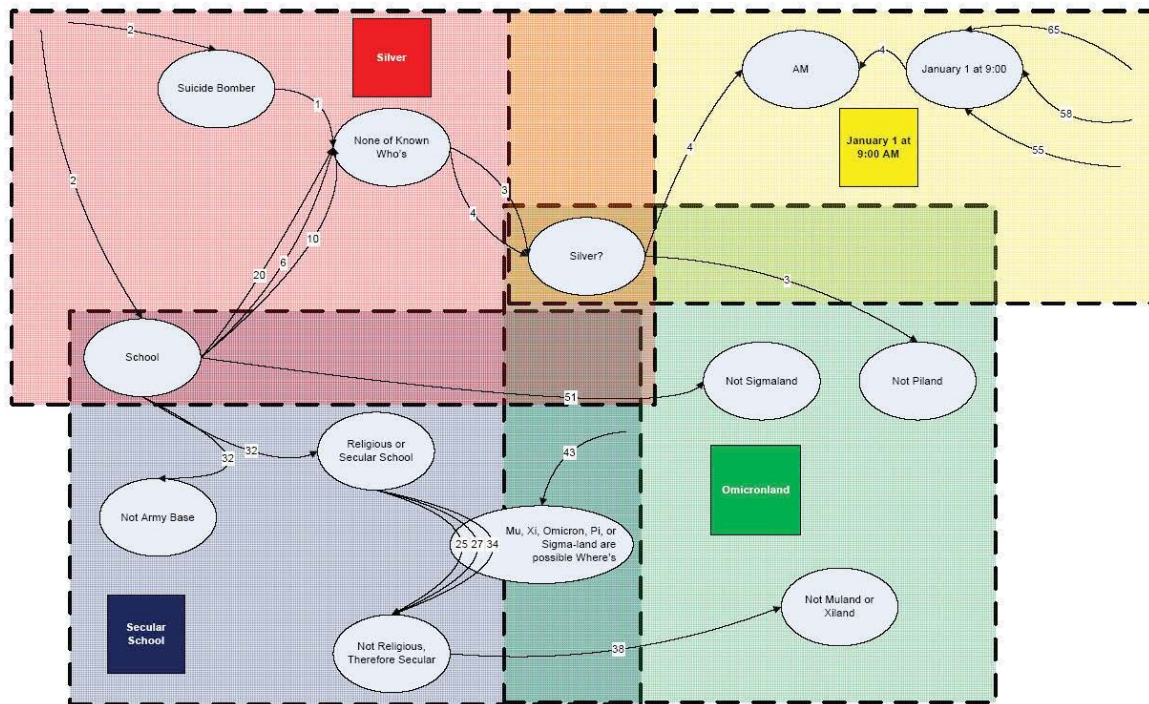 2
65
Silver
4
AM
January 1 at 9:00
Suicide Bomber
1
58
None of Known
Who's
January 1 at
9:00 AM
4
55
2
3
4
10
Silver?
6
20
3
School
Not Sigmaland
Not Piland
51
Religious or
Secular School
32
32
43
Omicronland
Not Army Base
Mu, Xi, Omicron, Pi, or
Sigma-land are
possible Where's
25
27
34
Not Muland or
Xiland
Secular
School
Not Religious,
Therefore Secular
38